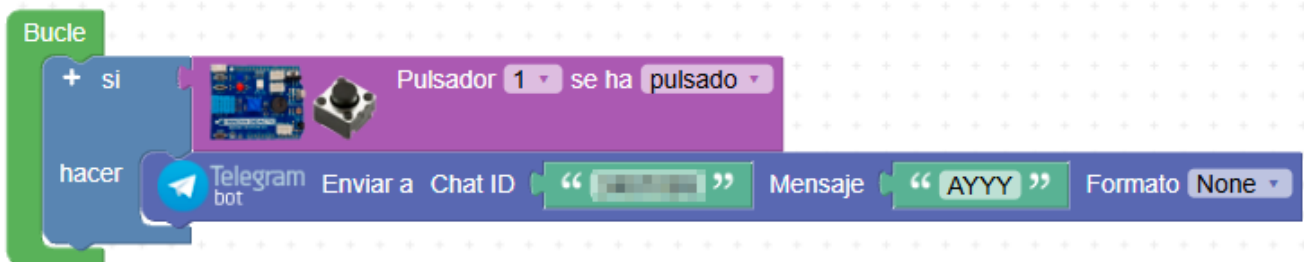 Bucle
+ si Pulsador 1 se ha pulsado
hacer Telegram bot Enviar a Chat ID “ ” Mensaje “ AYYY ” Formato None